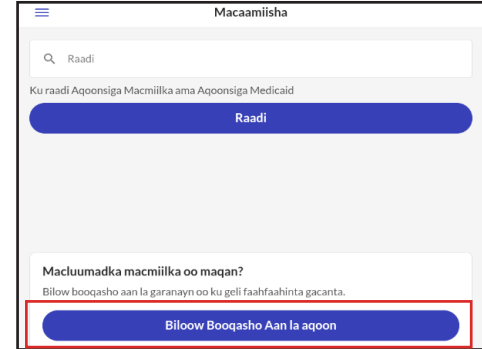 Macaamiisha
Raadi
Ku raadi Aqoonsiga Macmiilka ama Aqoonsiga Medicaid
Raadi
Macluumadka macmiilka oo maqan?
Bilow booqasho aan la garanayn oo ku geli faahfaahinta gacanta.
Biloow Booqasho Aan la aqoon